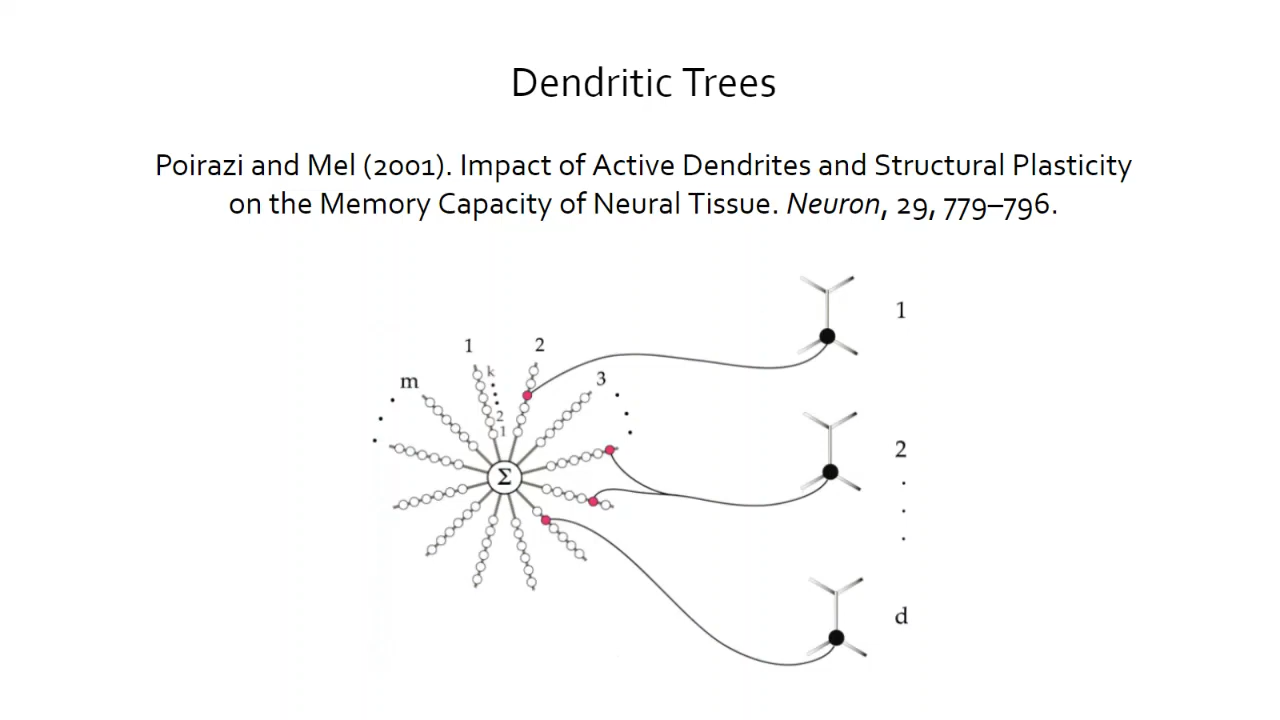 Dendritic Trees
Poirazi and Mel (2001). Impact of Active Dendrites and Structural Plasticity
on the Memory Capacity of Neural Tissue. Neuron, 29, 779–796.
1
2
3
m
k
2
1
Σ
1
2
d